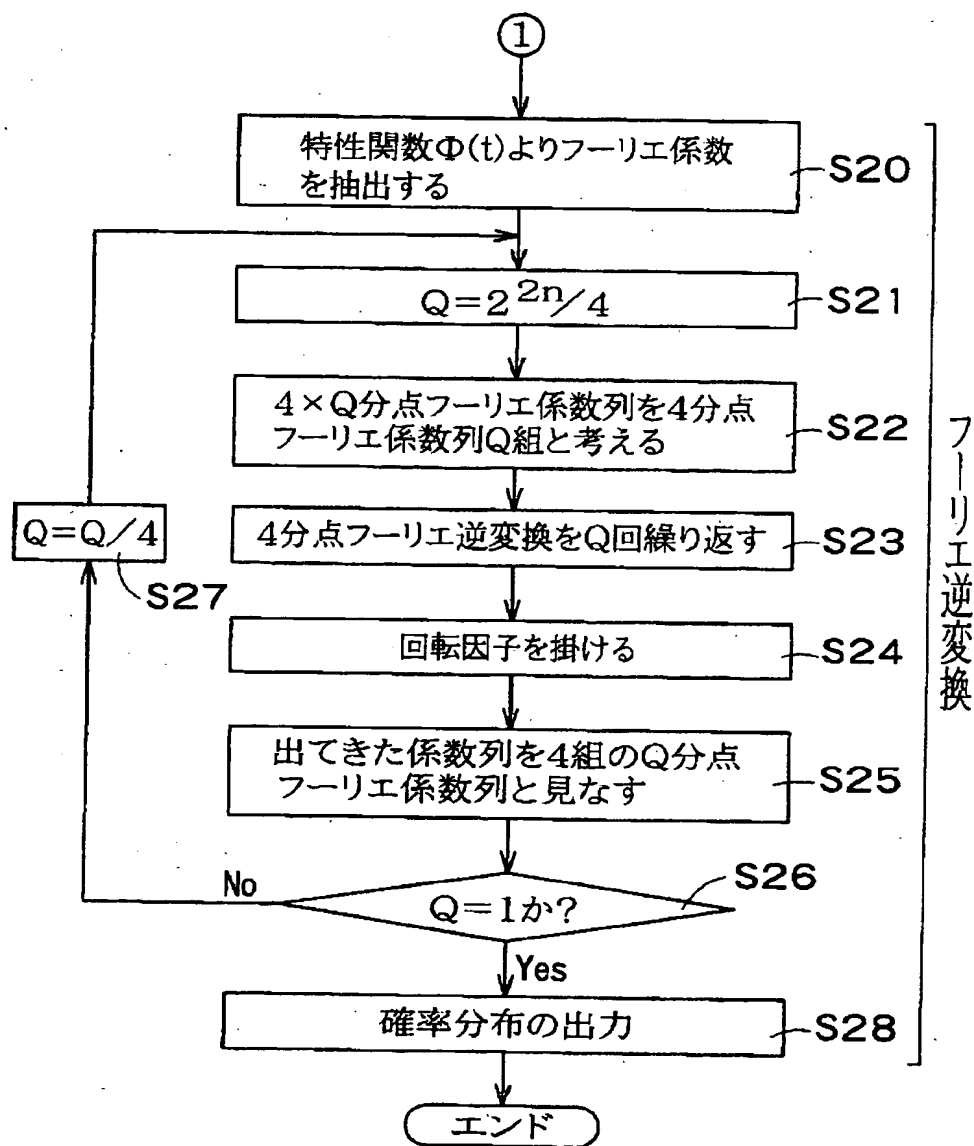 1
特性関数Φ(t)よりフーリエ係数
を抽出する
S20
Q=2^2n/4
S21
4×Q分点フーリエ係数列を4分点
フーリエ係数列Q組と考える
S22
4分点フーリエ逆変換をQ回繰り返す
S23
Q=Q/4
S27
回転因子を掛ける
S24
出てきた係数列を4組のQ分点
フーリエ係数列と見なす
S25
No
Q=1か?
S26
Yes
確率分布の出力
S28
エンド
フーリエ逆変換